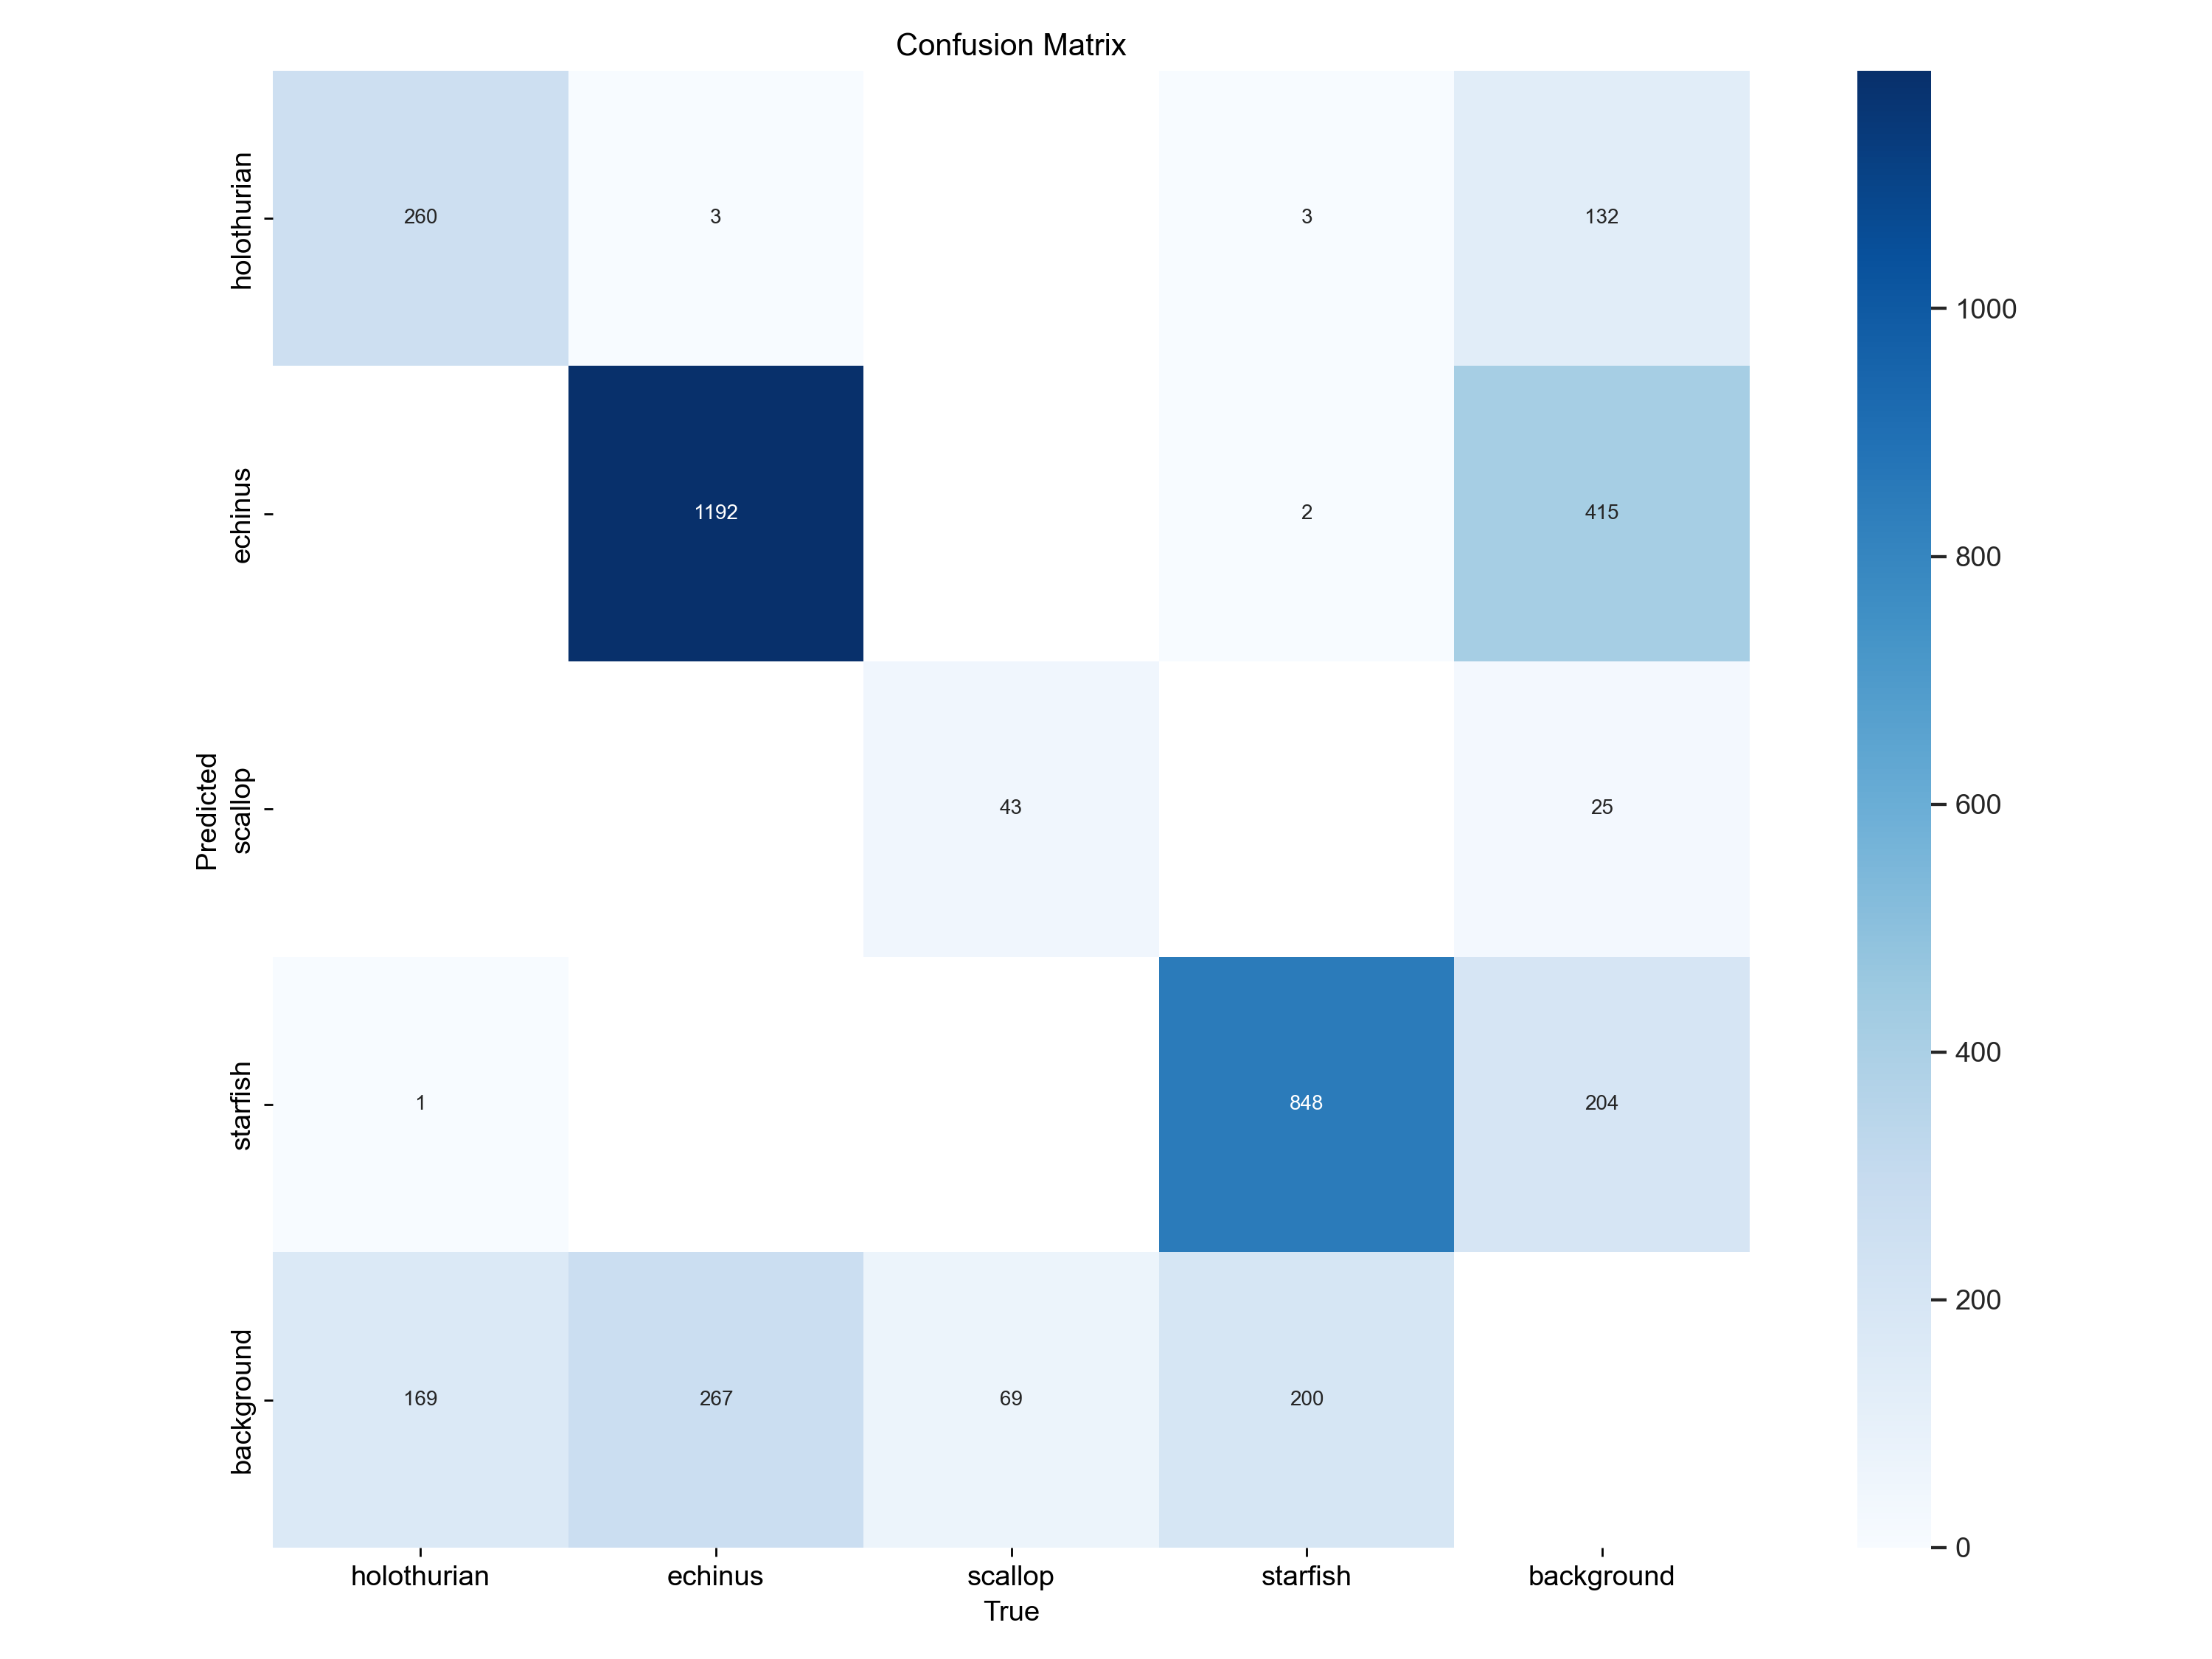 Confusion Matrix
holothurian
260
3
3
132
echinus
1192
2
415
Predicted
scallop
43
25
starfish
1
848
204
background
169
267
69
200
holothurian
echinus
scallop
starfish
background
True
1000
800
600
400
200
0